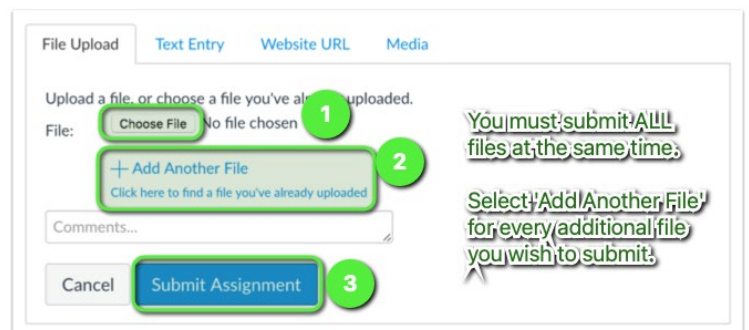 File Upload Text Entry Website URL Media
Upload a file, or choose a file you've already uploaded.
File: Choose File No file chosen
1
+ Add Another File
Click here to find a file you've already uploaded
2
Comments...
Cancel Submit Assignment
3
You must submit ALL
files at the same time.
Select 'Add Another File'
for every additional file
you wish to submit.